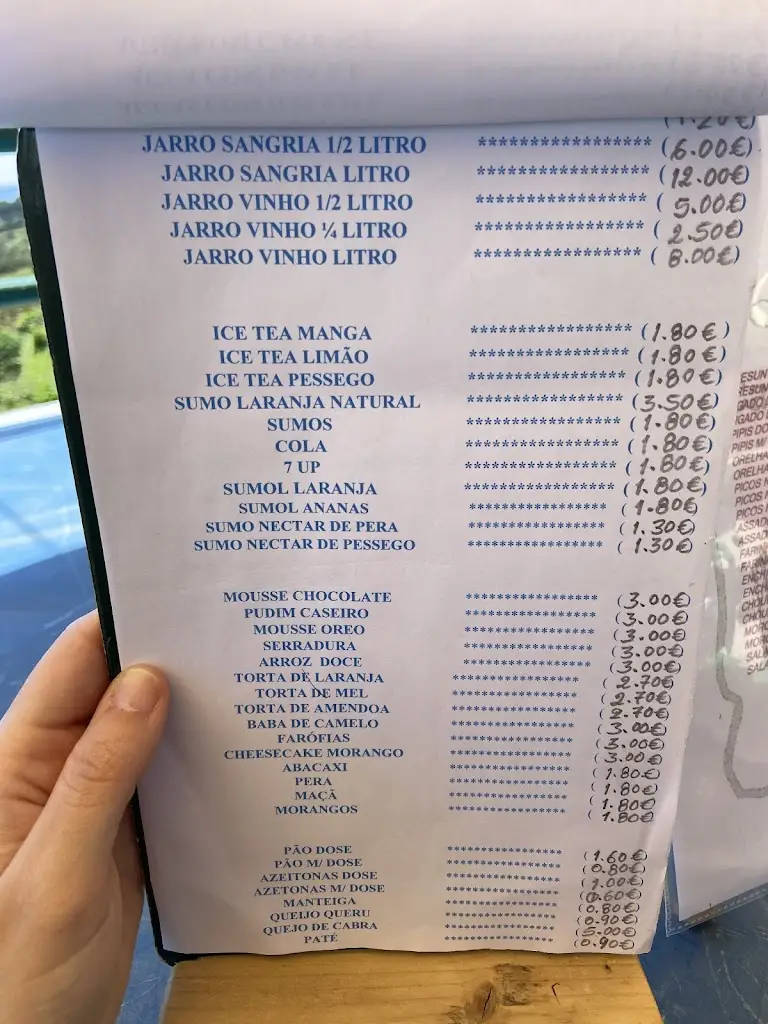 (1.20€)
JARRO SANGRIA 1/2 LITRO ***************** (6.00€)
JARRO SANGRIA LITRO ***************** (12.00€)
JARRO VINHO 1/2 LITRO ***************** (5.00€)
JARRO VINHO ¼ LITRO ***************** (2.50€)
JARRO VINHO LITRO ***************** (8.00€)
ICE TEA MANGA ***************** (1.80€)
ICE TEA LIMÃO ***************** (1.80€)
ICE TEA PESSEGO ***************** (1.80€)
SUMO LARANJA NATURAL ***************** (3.50€)
SUMOS ***************** (1.80€)
COLA ***************** (1.80€)
7 UP ***************** (1.80€)
SUMOL LARANJA ***************** (1.80€)
SUMOL ANANAS **************** (1.80€)
SUMO NECTAR DE PERA **************** (1.30€)
SUMO NECTAR DE PESSEGO **************** (1.30€)
MOUSSE CHOCOLATE **************** (3.00€)
PUDIM CASEIRO **************** (3.00€)
MOUSSE OREO **************** (3.00€)
SERRADURA **************** (3.00€)
ARROZ DOCE **************** (3.00€)
TORTA DE LARANJA **************** (2.70€)
TORTA DE MEL **************** (2.70€)
TORTA DE AMENDOA **************** (2.70€)
BABA DE CAMELO **************** (3.00€)
FARÓFIAS **************** (3.00€)
CHEESECAKE MORANGO **************** (3.00€)
ABACAXI **************** (1.80€)
PERA **************** (1.80€)
MAÇÃ **************** (1.80€)
MORANGOS **************** (1.80€)
PÃO DOSE **************** (1.60€)
PÃO M/ DOSE **************** (0.80€)
AZEITONAS DOSE **************** (1.00€)
AZETONAS M/ DOSE **************** (0.60€)
MANTEIGA **************** (0.80€)
QUEIJO QUERU **************** (0.90€)
QUEJO DE CABRA **************** (5.00€)
PATÉ **************** (0.90€)